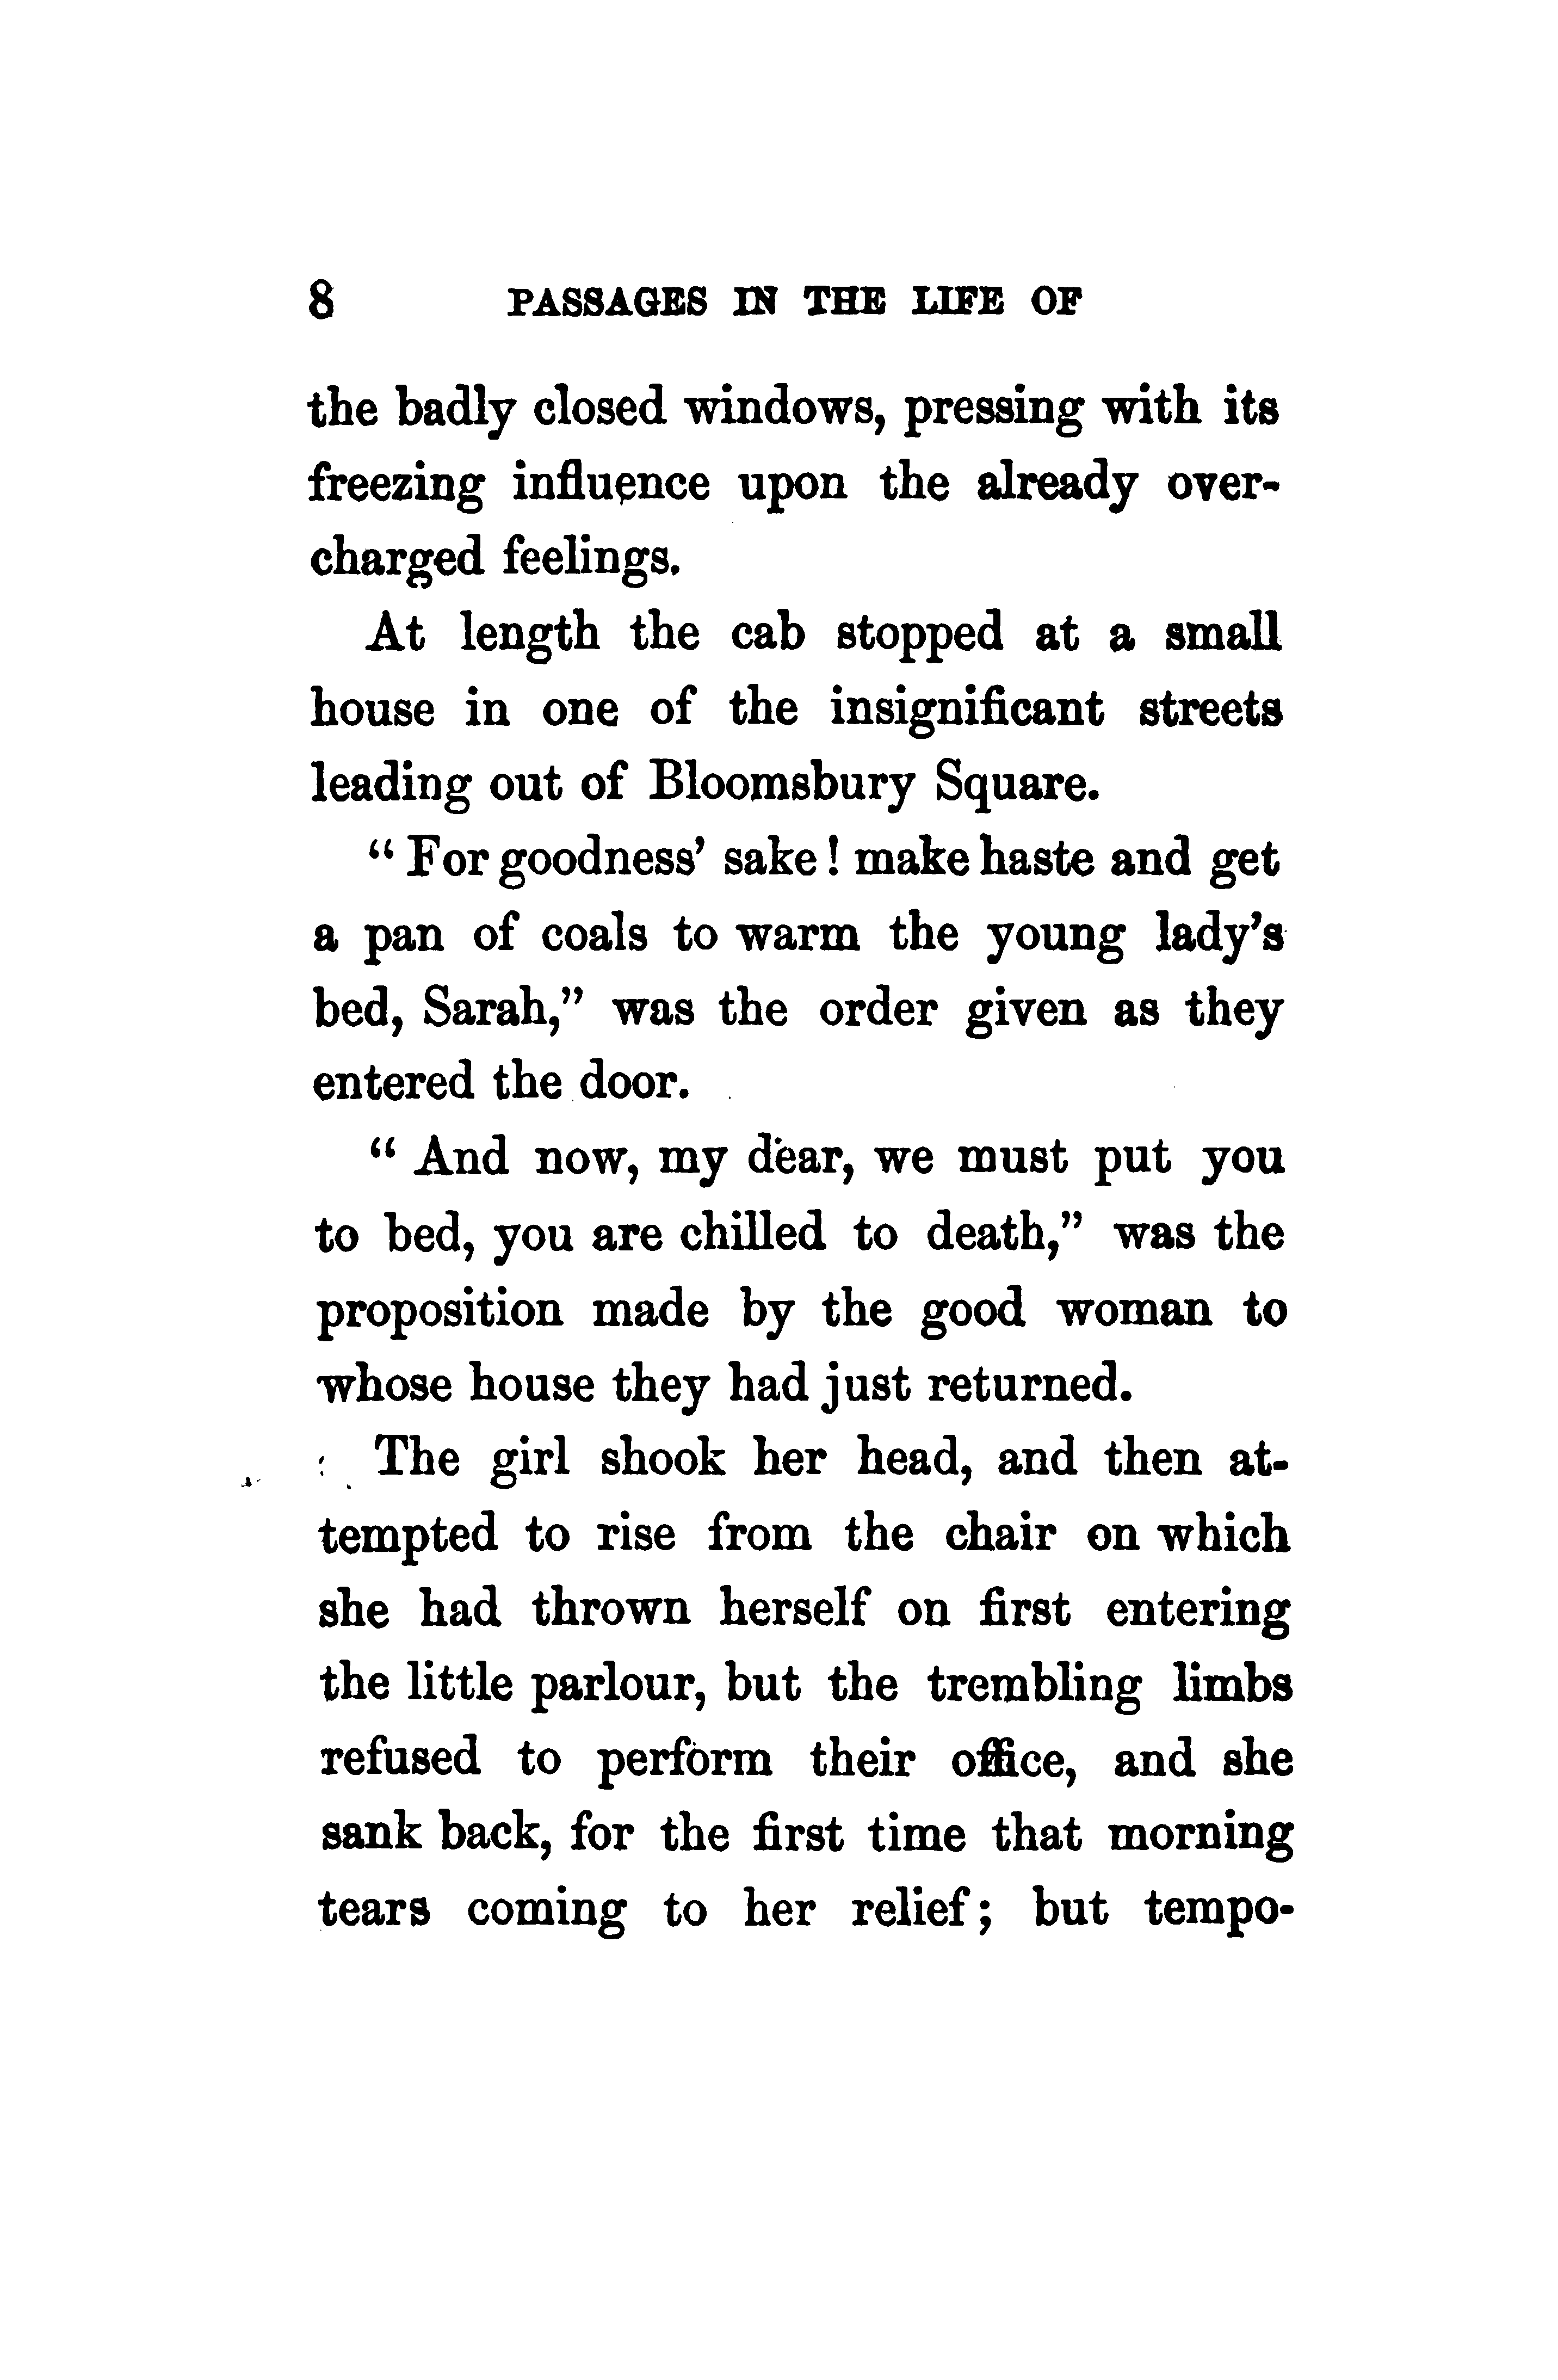 8 PASSAGES IN THE LIFE OF
the badly closed windows, pressing with its
freezing influence upon the already over-
charged feelings.
At length the cab stopped at a small
house in one of the insignificant streets
leading out of Bloomsbury Square.
“ For goodness’ sake ! make haste and get
a pan of coals to warm the young lady’s
bed, Sarah,” was the order given as they
entered the door.
“ And now, my dear, we must put you
to bed, you are chilled to death,” was the
proposition made by the good woman to
whose house they had just returned.
The girl shook her head, and then at-
tempted to rise from the chair on which
she had thrown herself on first entering
the little parlour, but the trembling limbs
refused to perform their office, and she
sank back, for the first time that morning
tears coming to her relief; but tempo-